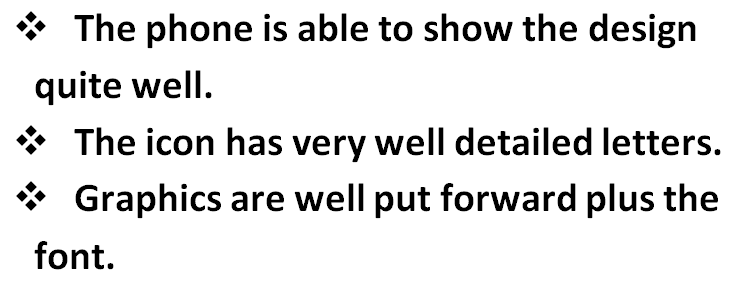 ❖ The phone is able to show the design
quite well.
❖ The icon has very well detailed letters.
❖ Graphics are well put forward plus the
font.